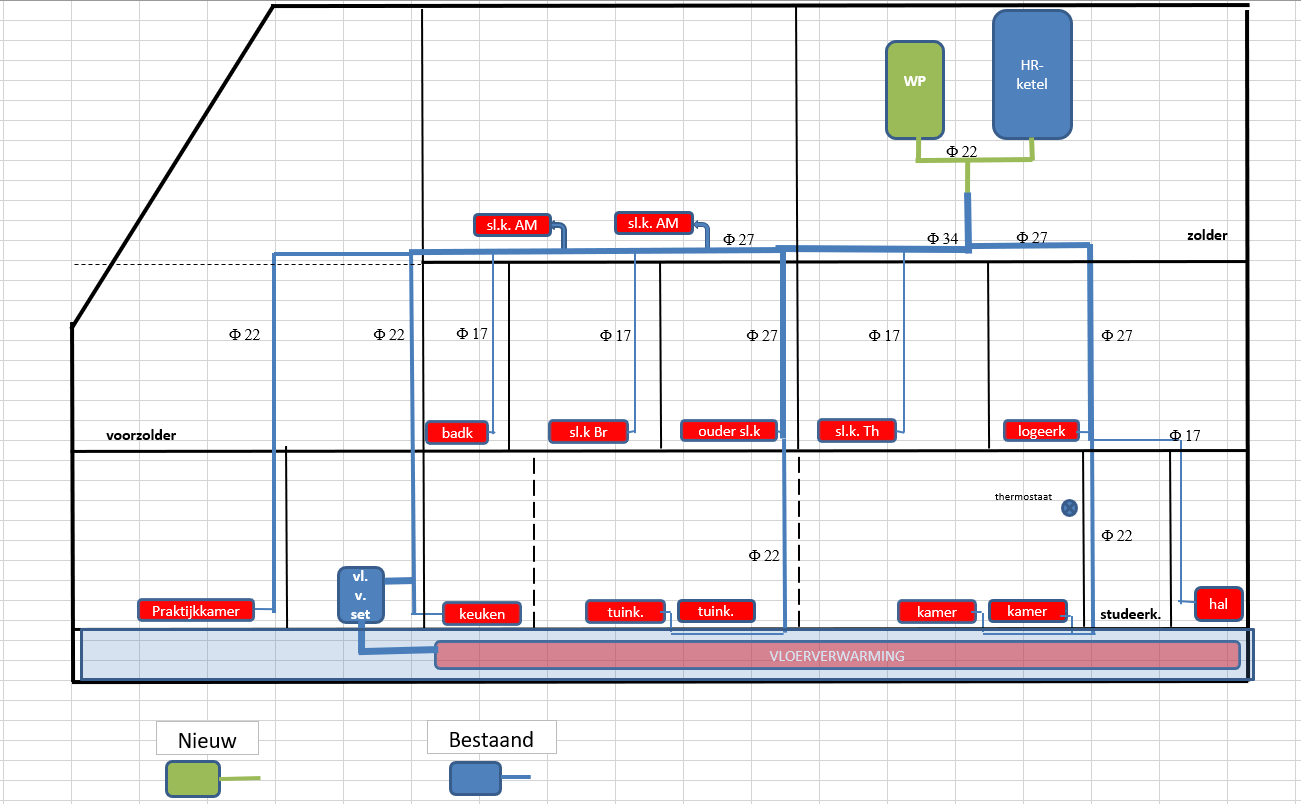 WP
HR-
ketel
Φ 22
sl.k. AM
sl.k. AM
Φ 27
Φ 34
Φ 27
zolder
Φ 22
Φ 22
Φ 17
Φ 17
Φ 27
Φ 17
Φ 27
voorzolder
badk
sl.k Br
ouder sl.k
sl.k. Th
logeerk
Φ 17
thermostaat
Φ 22
Φ 22
vl.
v.
set
Praktijkkamer
keuken
tuink.
tuink.
kamer
kamer
studeerk.
hal
VLOERVERWARMING
Nieuw
Bestaand